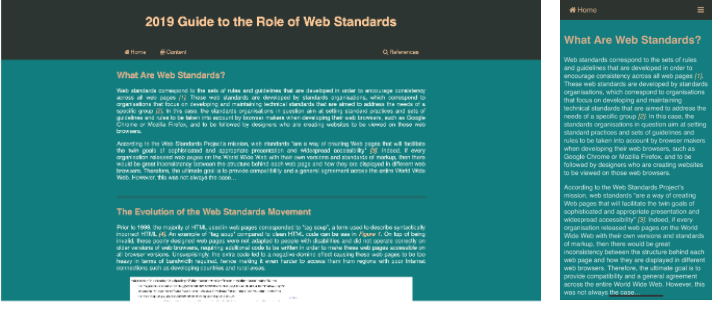 2019 Guide to the Role of Web Standards
Home Content References
What Are Web Standards?
Web standards correspond to the sets of rules and guidelines that are developed in order to encourage consistency
across all web pages [1]. These web standards are developed by standards organisations, which correspond to
organisations that focus on developing and maintaining technical standards that are aimed to address the needs of a
specific group [2]. In this case, the standards organisations in question aim at setting standard practices and sets of
guidelines and rules to be taken into account by browser makers when developing their web browsers, such as Google
Chrome or Mozilla Firefox, and to be followed by designers who are creating websites to be viewed on those web
browsers.
According to the Web Standards Project's mission, web standards "are a way of creating Web pages that will facilitate
the twin goals of sophisticated and appropriate presentation and widespread accessibility" [3]. Indeed, if every
organisation released web pages on the World Wide Web with their own versions and standards of markup, then there
would be great inconsistency between the structure behind each web page and how they are displayed in different web
browsers. Therefore, the ultimate goal is to provide compatibility and a general agreement across the entire World Wide
Web. However, this was not always the case...
The Evolution of the Web Standards Movement
Prior to 1998, the majority of HTML used in web pages corresponded to "tag soup", a term used to describe syntactically
incorrect HTML [4]. An example of "tag soup" compared to clean HTML code can be seen in Figure 1. On top of being
invalid, these poorly designed web pages were not adapted to people with disabilities and did not operate correctly on
older versions of web browsers, requiring additional code to be written in order to make these web pages accessible on
all browser versions. Unsurprisingly, the extra code led to a negative domino effect causing these web pages to be too
heavy in terms of bandwidth required, hence making it even harder to access them from regions with poor Internet
connections such as developing countries and rural areas.
Home
What Are Web Standards?
Web standards correspond to the sets of rules
and guidelines that are developed in order to
encourage consistency across all web pages [1].
These web standards are developed by standards
organisations, which correspond to organisations
that focus on developing and maintaining
technical standards that are aimed to address the
needs of a specific group [2]. In this case, the
standards organisations in question aim at setting
standard practices and sets of guidelines and
rules to be taken into account by browser makers
when developing their web browsers, such as
Google Chrome or Mozilla Firefox, and to be
followed by designers who are creating websites
to be viewed on those web browsers.
According to the Web Standards Project's
mission, web standards "are a way of creating
Web pages that will facilitate the twin goals of
sophisticated and appropriate presentation and
widespread accessibility" [3]. Indeed, if every
organisation released web pages on the World
Wide Web with their own versions and standards
of markup, then there would be great
inconsistency between the structure behind each
web page and how they are displayed in different
web browsers. Therefore, the ultimate goal is to
provide compatibility and a general agreement
across the entire World Wide Web. However, this
was not always the case...